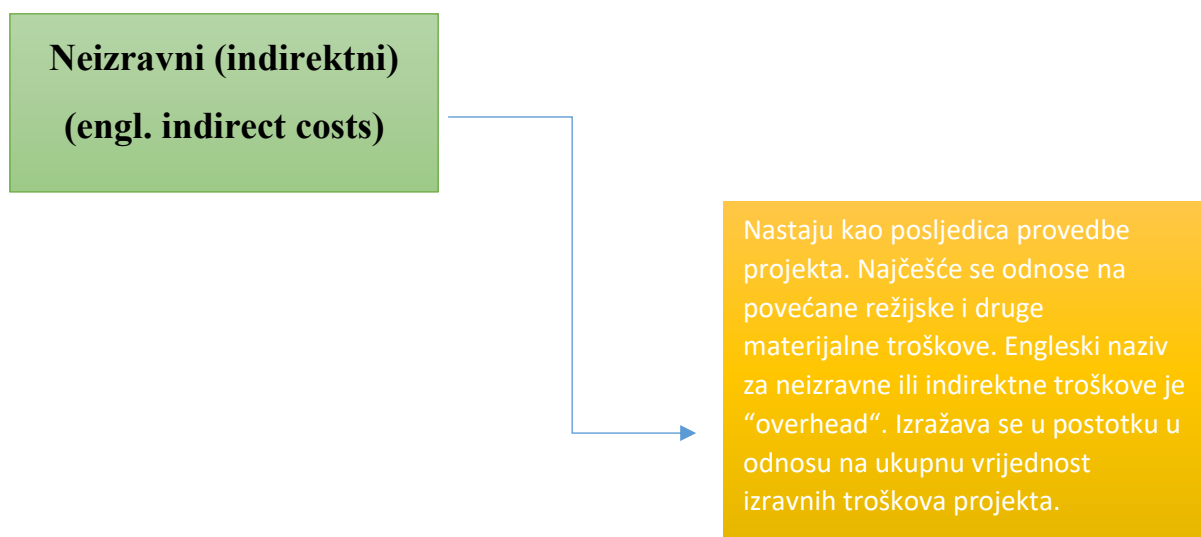 Neizravni (indirektni)
(engl. indirect costs)
Nastaju kao posljedica provedbe
projekta. Najčešće se odnose na
povećane režijske i druge
materijalne troškove. Engleski naziv
za neizravne ili indirektne troškove je
“overhead“. Izražava se u postotku u
odnosu na ukupnu vrijednost
izravnih troškova projekta.